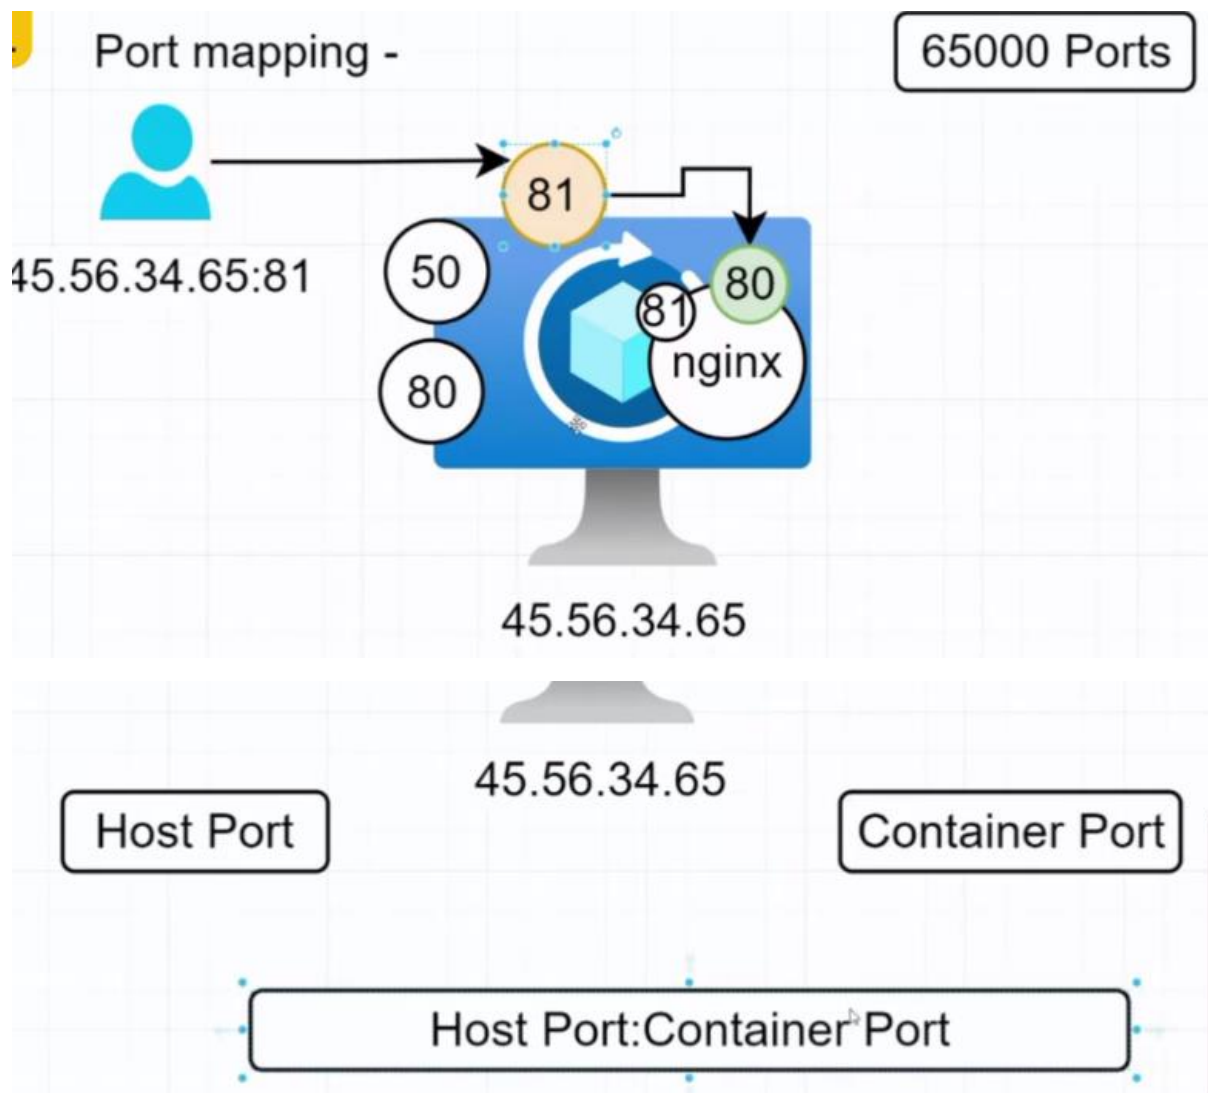 Port mapping -
65000 Ports
81
45.56.34.65:81
50
80
81
80
nginx
45.56.34.65
45.56.34.65
Host Port
Container Port
Host Port:Container Port